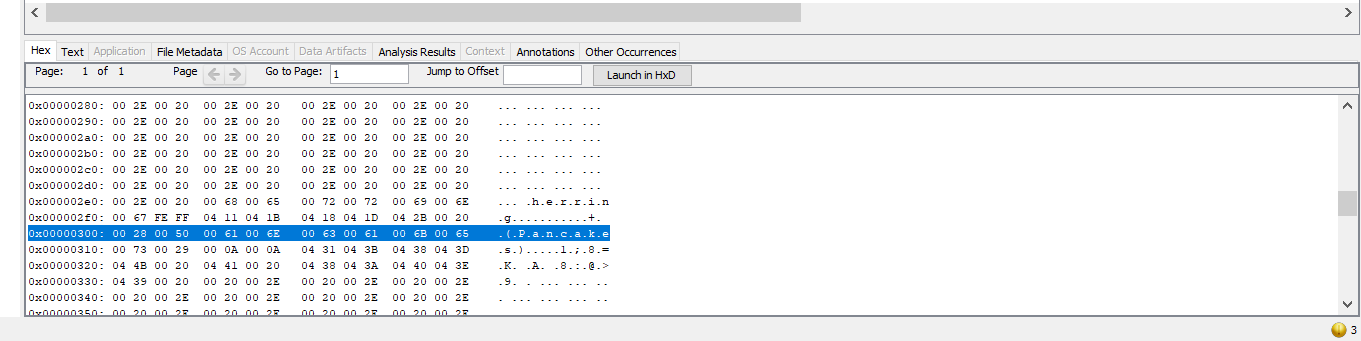 Hex Text Application File Metadata OS Account Data Artifacts Analysis Results Context Annotations Other Occurrences
Page: 1 of 1 Page Go to Page: 1 Jump to Offset Launch in HxD
0x00000280: 00 2E 00 20 00 2E 00 20 00 2E 00 20 00 2E 00 20 ... ... ... ...
0x00000290: 00 2E 00 20 00 2E 00 20 00 2E 00 20 00 2E 00 20 ... ... ... ...
0x000002a0: 00 2E 00 20 00 2E 00 20 00 2E 00 20 00 2E 00 20 ... ... ... ...
0x000002b0: 00 2E 00 20 00 2E 00 20 00 2E 00 20 00 2E 00 20 ... ... ... ...
0x000002c0: 00 2E 00 20 00 2E 00 20 00 2E 00 20 00 2E 00 20 ... ... ... ...
0x000002d0: 00 2E 00 20 00 2E 00 20 00 2E 00 20 00 2E 00 20 ... ... ... ...
0x000002e0: 00 2E 00 20 00 68 00 65 00 72 00 72 00 69 00 6E ... .h.e.r.r.i.n
0x000002f0: 00 67 FE FF 04 11 04 1B 04 18 04 1D 04 2B 00 20 .g...........+.
0x00000300: 00 28 00 50 00 61 00 6E 00 63 00 61 00 6B 00 65 .(.P.a.n.c.a.k.e
0x00000310: 00 73 00 29 00 0A 00 0A 04 31 04 3B 04 38 04 3D .s.).....1.;.8.=
0x00000320: 04 4B 00 20 04 41 00 20 04 38 04 3A 04 40 04 3E .K. .A. .8.:.@.>
0x00000330: 04 39 00 20 00 2E 00 20 00 2E 00 20 00 2E 00 20 .9. . ... ... ..
0x00000340: 00 20 00 2E 00 20 00 2E 00 20 00 2E 00 20 00 2E . ... ... ... ..
0x00000350: 00 20 00 2E 00 20 00 2E 00 20 00 2E 00 20 00 2E
3